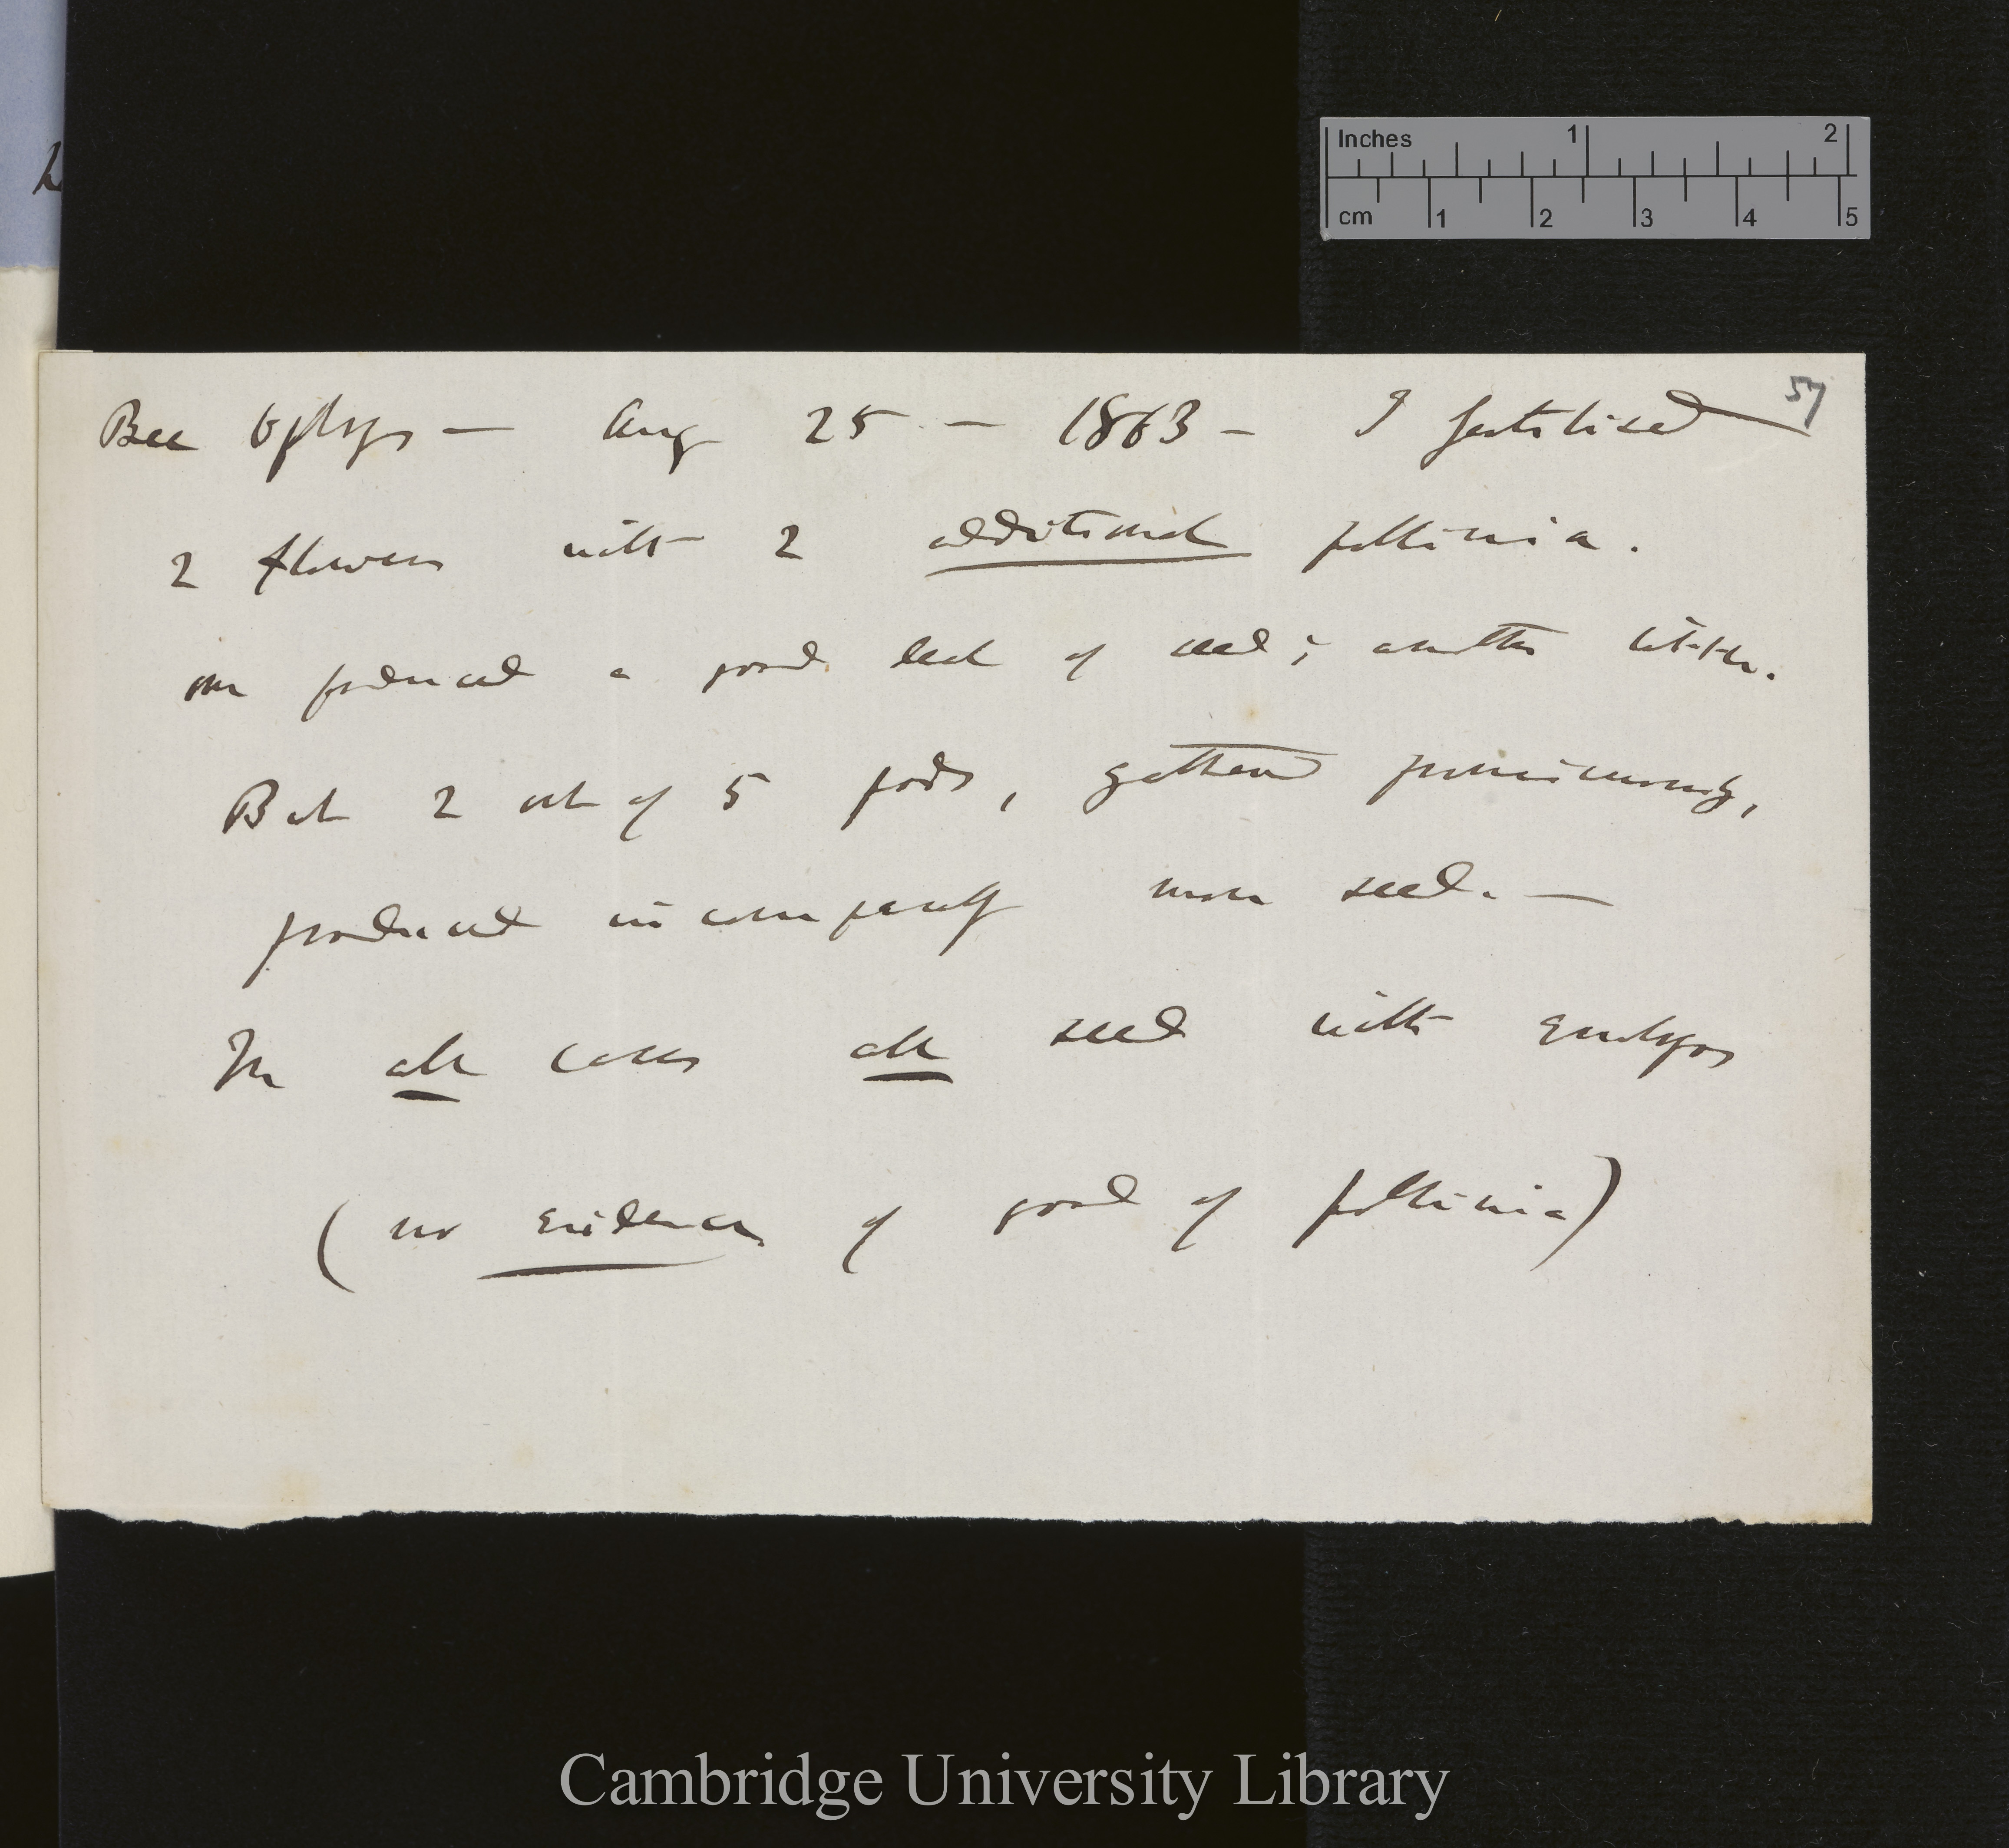 Inches 1 2
cm 1 2 3 4 5
57
Bee Ophrys — Aug 25 — 1863 — I fertilised
2 flowers with 2 additional pollinia.
one produced a good deal of seed; another little.
But 2 out of 5 pods, gathered promiscuously,
produced incomparably more seed. —
In all cases all seed with embryos
(no evidence of good of pollinia)
Cambridge University Library